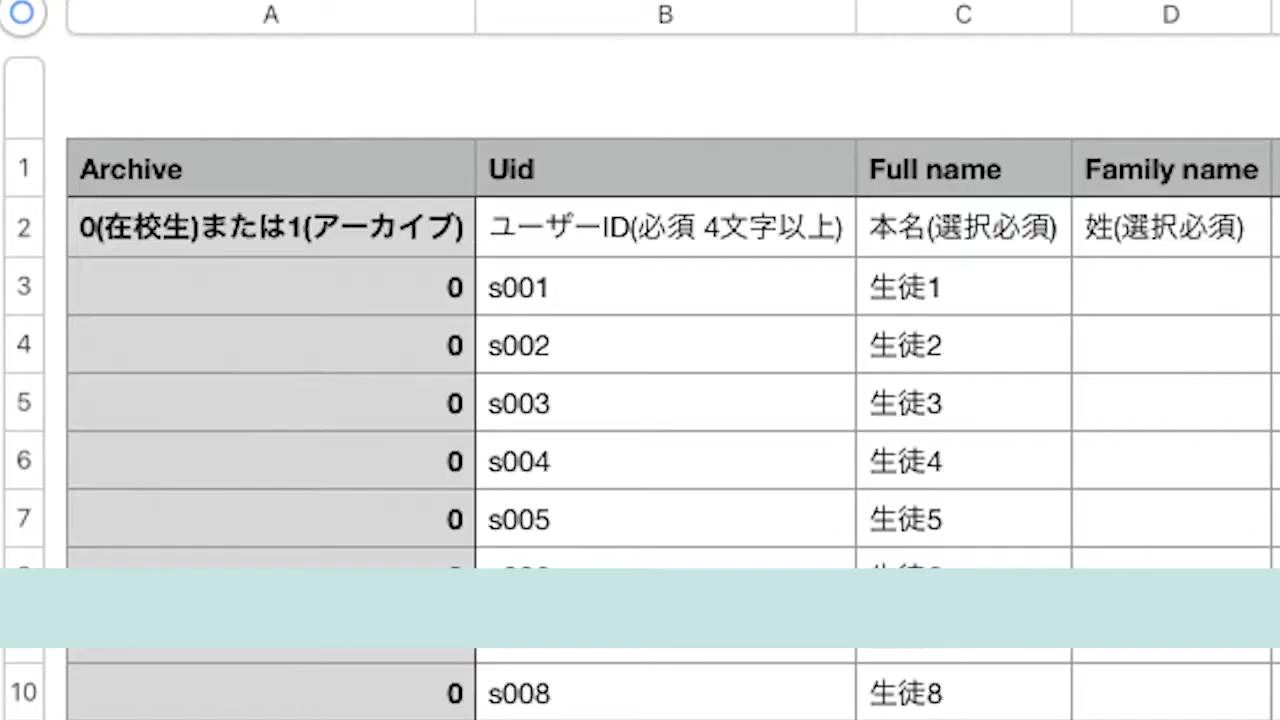 A B C D
1 Archive Uid Full name Family name
2 0(在校生)または1(アーカイブ) ユーザーID(必須 4文字以上) 本名(選択必須) 姓(選択必須)
3 0 s001 生徒1
4 0 s002 生徒2
5 0 s003 生徒3
6 0 s004 生徒4
7 0 s005 生徒5
10 0 s008 生徒8